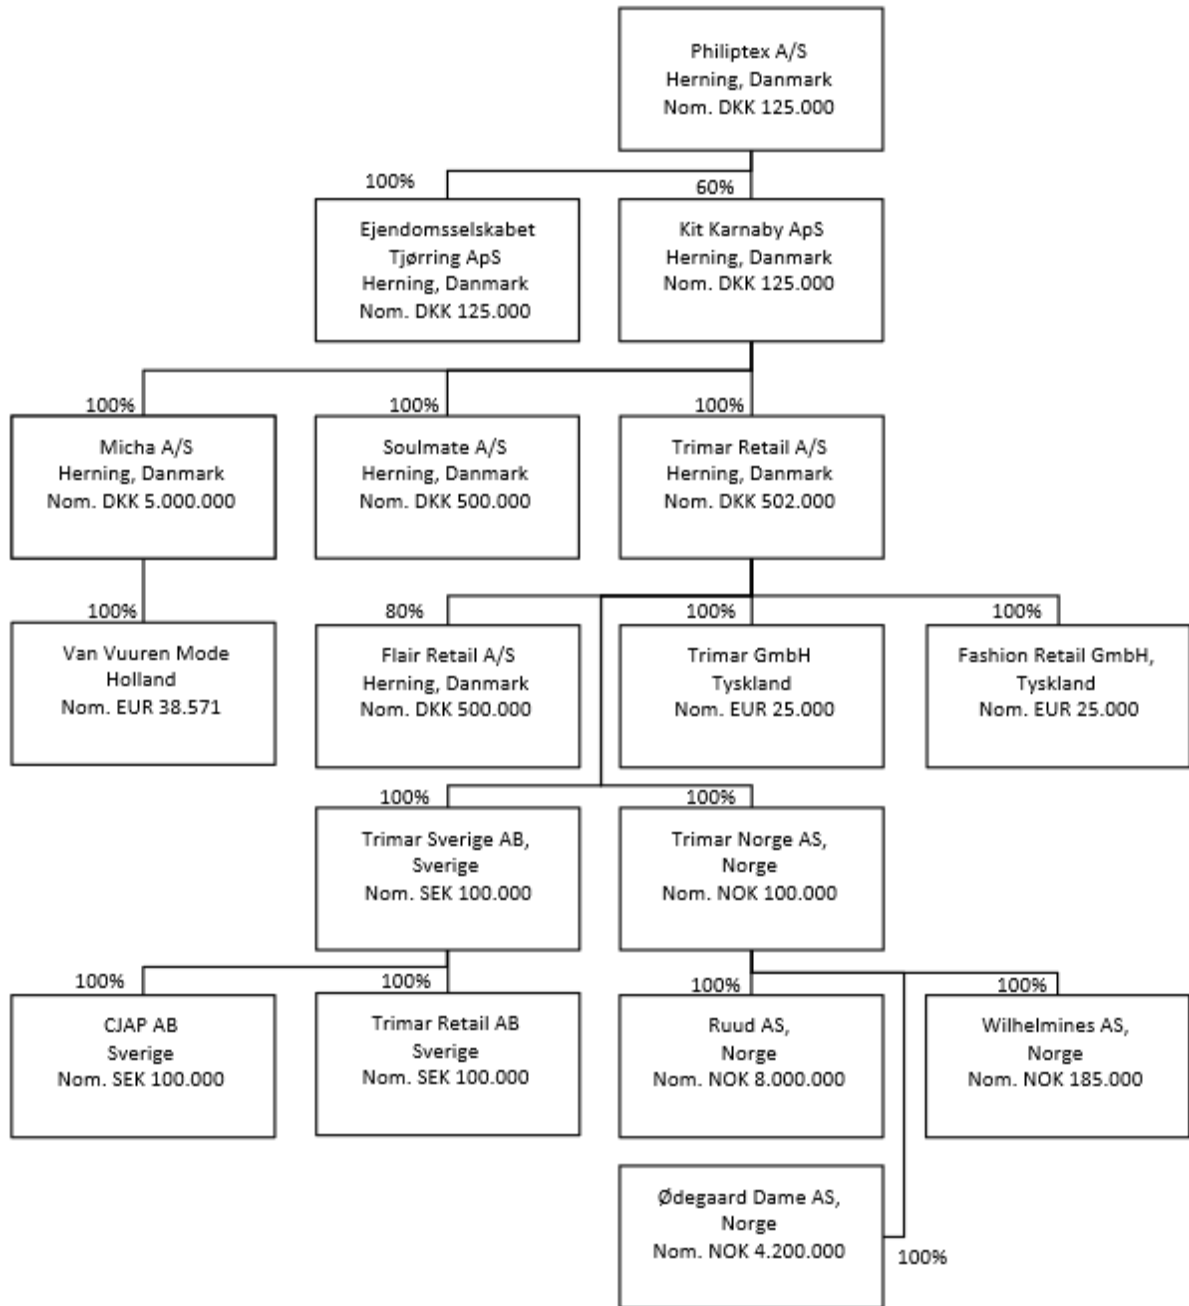 Philiptex A/S
Herning, Danmark
Nom. DKK 125.000
100%
60%
Ejendomsselskabet
Tjørring ApS
Herning, Danmark
Nom. DKK 125.000
Kit Karnaby ApS
Herning, Danmark
Nom. DKK 125.000
100%
100%
100%
Micha A/S
Herning, Danmark
Nom. DKK 5.000.000
Soulmate A/S
Herning, Danmark
Nom. DKK 500.000
Trimar Retail A/S
Herning, Danmark
Nom. DKK 502.000
100%
80%
100%
100%
Van Vuuren Mode
Holland
Nom. EUR 38.571
Flair Retail A/S
Herning, Danmark
Nom. DKK 500.000
Trimar GmbH
Tyskland
Nom. EUR 25.000
Fashion Retail GmbH,
Tyskland
Nom. EUR 25.000
100%
100%
Trimar Sverige AB,
Sverige
Nom. SEK 100.000
Trimar Norge AS,
Norge
Nom. NOK 100.000
100%
100%
100%
100%
CJAP AB
Sverige
Nom. SEK 100.000
Trimar Retail AB
Sverige
Nom. SEK 100.000
Ruud AS,
Norge
Nom. NOK 8.000.000
Wilhelmines AS,
Norge
Nom. NOK 185.000
Ødegaard Dame AS,
Norge
Nom. NOK 4.200.000
100%